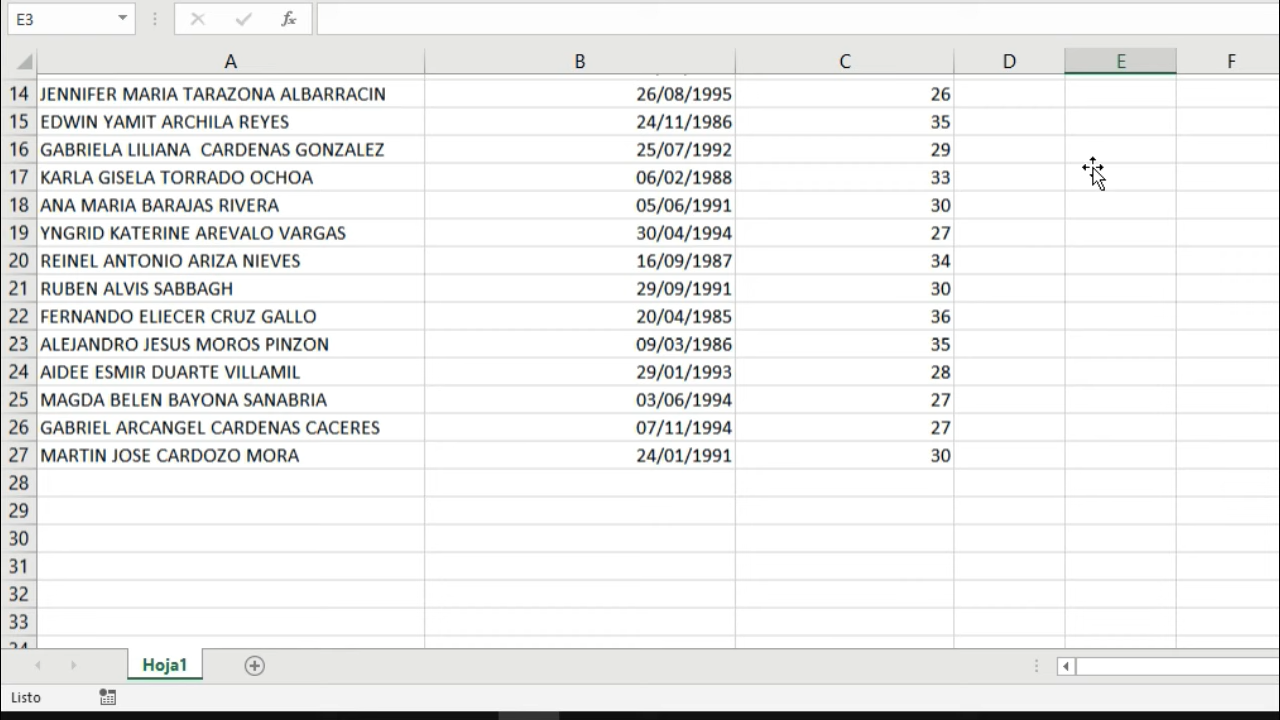 E3 fx
A B C D E F
14 JENNIFER MARIA TARAZONA ALBARRACIN 26/08/1995 26
15 EDWIN YAMIT ARCHILA REYES 24/11/1986 35
16 GABRIELA LILIANA  CARDENAS GONZALEZ 25/07/1992 29
17 KARLA GISELA TORRADO OCHOA 06/02/1988 33
18 ANA MARIA BARAJAS RIVERA 05/06/1991 30
19 YNGRID KATERINE AREVALO VARGAS 30/04/1994 27
20 REINEL ANTONIO ARIZA NIEVES 16/09/1987 34
21 RUBEN ALVIS SABBAGH 29/09/1991 30
22 FERNANDO ELIECER CRUZ GALLO 20/04/1985 36
23 ALEJANDRO JESUS MOROS PINZON 09/03/1986 35
24 AIDEE ESMIR DUARTE VILLAMIL 29/01/1993 28
25 MAGDA BELEN BAYONA SANABRIA 03/06/1994 27
26 GABRIEL ARCANGEL CARDENAS CACERES 07/11/1994 27
27 MARTIN JOSE CARDOZO MORA 24/01/1991 30
28
29
30
31
32
33
Hoja1
Listo